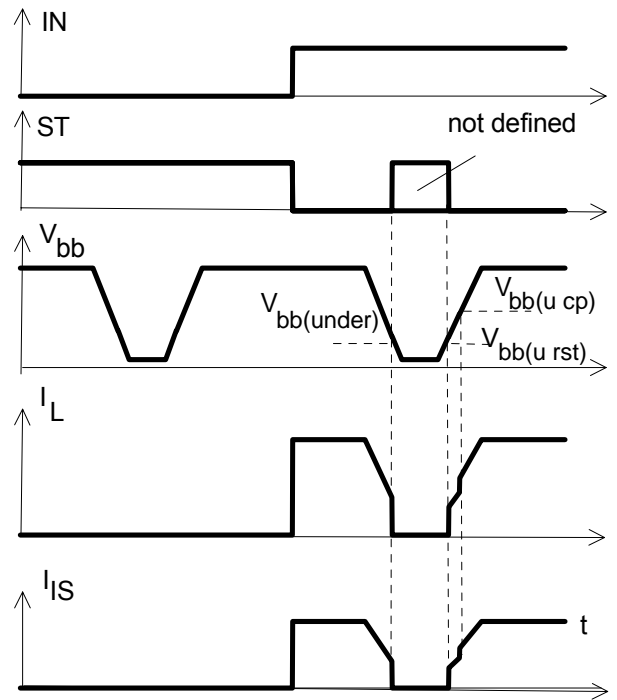 IN
ST
not defined
V bb
V bb(under)
V bb(u cp)
V bb(u rst)
I L
I IS
t